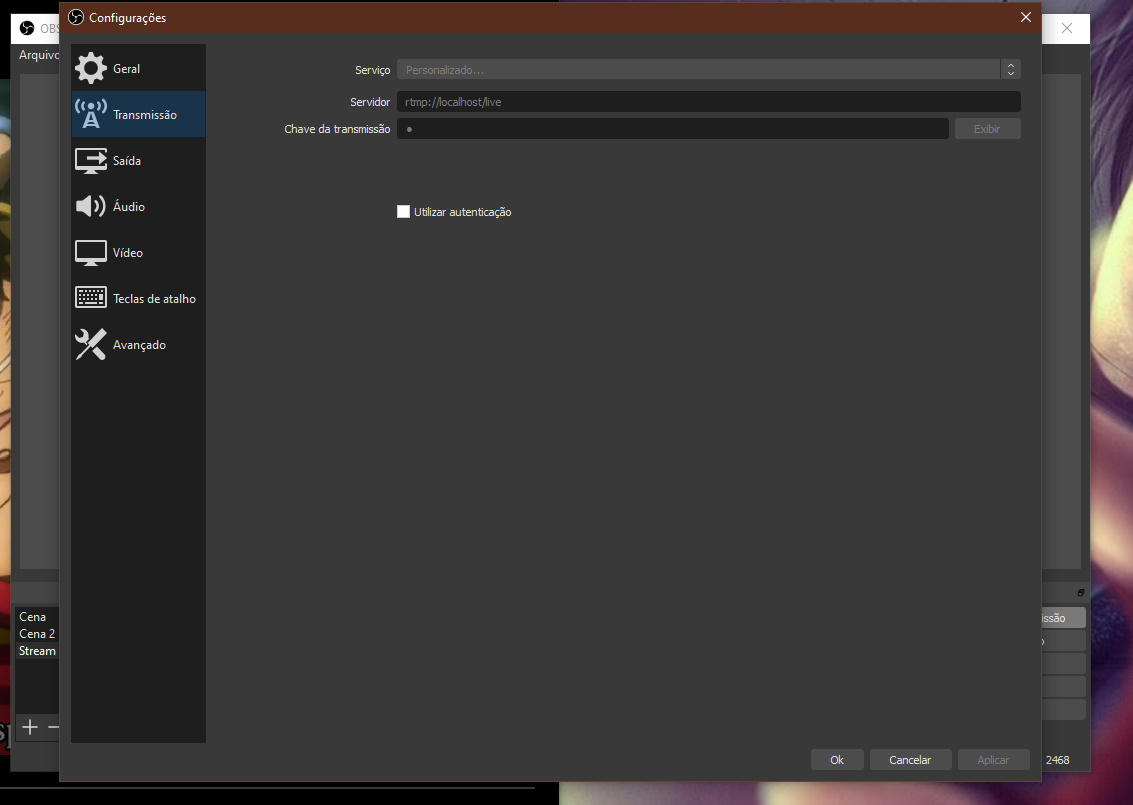 Configurações
OBS
Arquivo
Geral
Transmissão
Saída
Áudio
Vídeo
Teclas de atalho
Avançado
Serviço Personalizado...
Servidor rtmp://localhost/live
Chave da transmissão ● Exibir
Utilizar autenticação
Cena
Cena 2
Stream
issão
Ok Cancelar Aplicar
2468